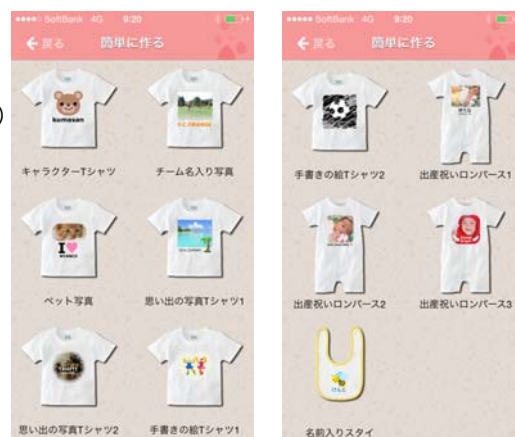 SoftBank 4G 9:20
戻る 簡単に作る
kumasan
キャラクターTシャツ
チーム名入り写真
I
ペット写真
思い出の写真Tシャツ1
思い出の写真Tシャツ2
手書きの絵Tシャツ1
SoftBank 4G 9:20
戻る 簡単に作る
手書きの絵Tシャツ2
出産祝いロンパース1
出産祝いロンパース2
出産祝いロンパース3
けんと
名前入りスタイ